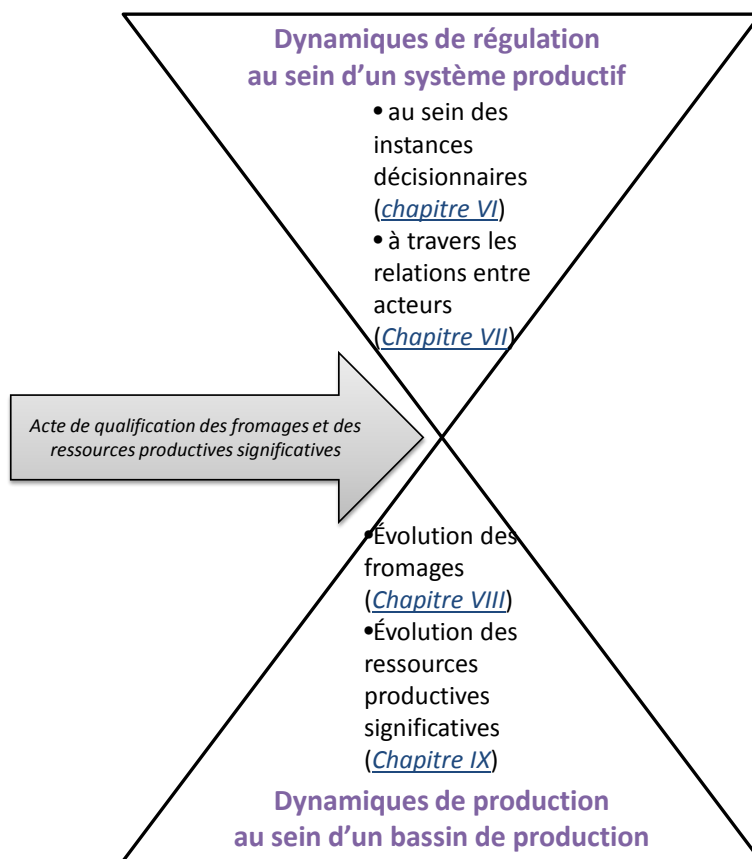 Dynamiques de régulation
au sein d'un système productif
• au sein des
instances
décisionnaires
(chapitre VI)
• à travers les
relations entre
acteurs
(Chapitre VII)
Acte de qualification des fromages et des
ressources productives significatives
•Évolution des
fromages
(Chapitre VIII)
•Évolution des
ressources
productives
significatives
(Chapitre IX)
Dynamiques de production
au sein d'un bassin de production